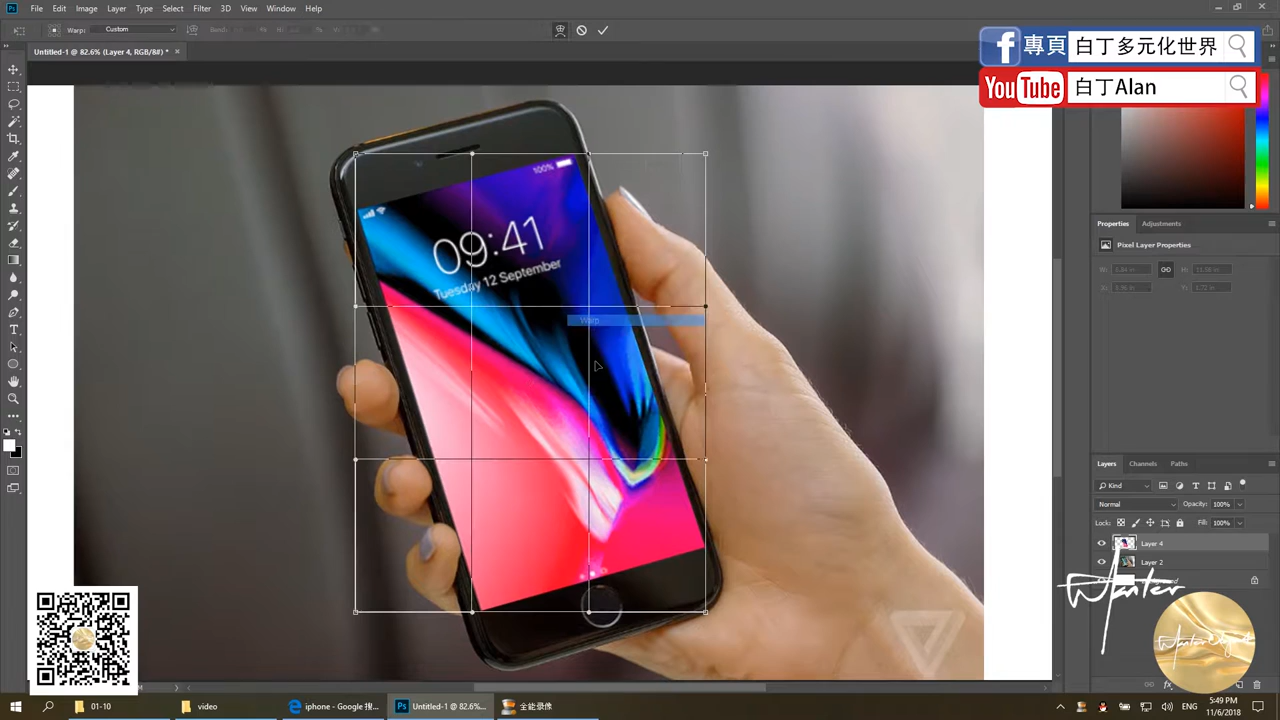 Ps File Edit Image Layer Type Select Filter 3D View Window Help
Warp: Custom
Untitled-1 @ 82.6% (Layer 4, RGB/8#) * ×
f 專頁 白丁多元化世界
YouTube 白丁Alan
100%
09:41
Tuesday 12 September
Warp
Properties Adjustments
Pixel Layer Properties
Layers Channels Paths
Kind
Normal Opacity: 100%
Lock: Fill: 100%
Layer 4
Layer 2
Wanter
01-10 video iphone - Google 搜... Ps Untitled-1 @ 82.6%... 全能录像
5:49 PM
11/6/2018